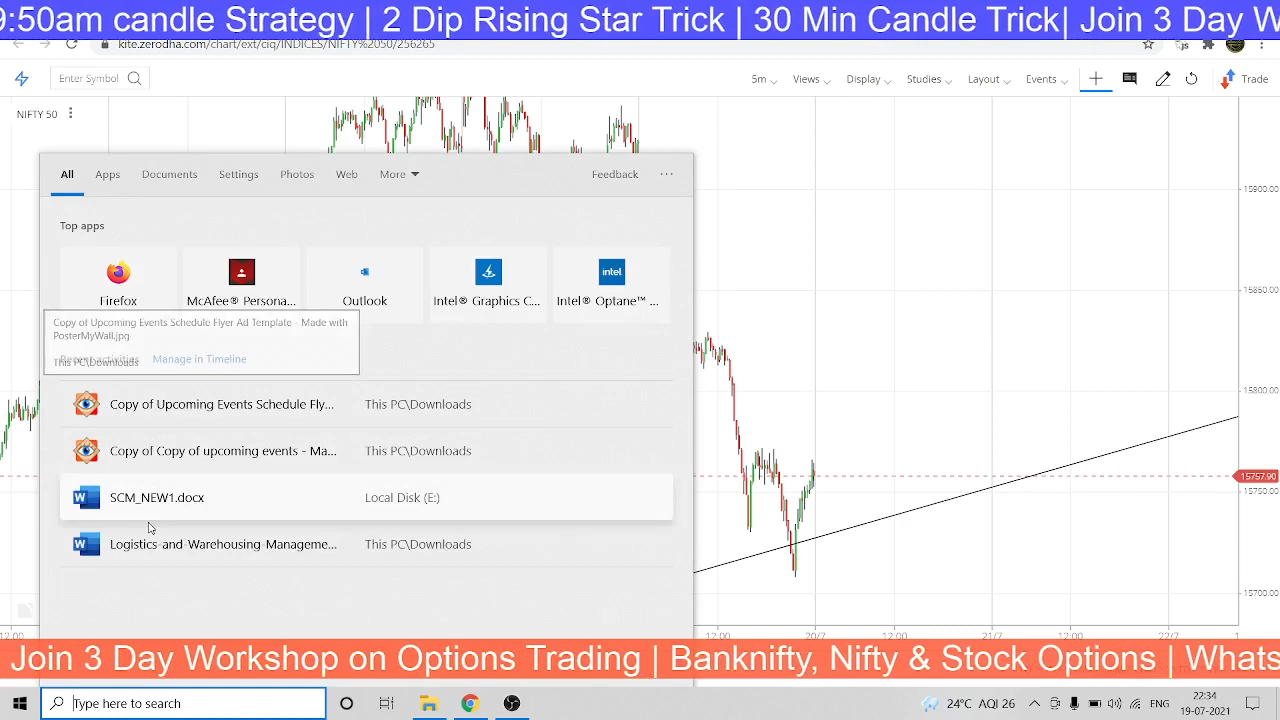 9:50am candle Strategy | 2 Dip Rising Star Trick | 30 Min Candle Trick| Join 3 Day W
kite.zerodha.com/chart/ext/ciq/INDICES/NIFTY%2050/256265
Enter Symbol
5m Views Display Studies Layout Events Trade
NIFTY 50
All Apps Documents Settings Photos Web More Feedback
Top apps
Firefox McAfee® Persona... Outlook Intel® Graphics C... Intel® Optane™ ...
Copy of Upcoming Events Schedule Flyer Ad Template - Made with
PosterMyWall.jpg
Recent activities Manage in Timeline
This PC\Downloads
Copy of Upcoming Events Schedule Fly... This PC\Downloads
Copy of Copy of upcoming events - Ma... This PC\Downloads
SCM_NEW1.docx Local Disk (E:)
Logistics-and-Warehousing-Manageme... This PC\Downloads
15900.00
15850.00
15800.00
15757.90
15750.00
15700.00
12:00 12:00 20/7 12:00 21/7 12:00 22/7 1
Join 3 Day Workshop on Options Trading | Banknifty, Nifty & Stock Options | Whats
Type here to search
24°C AQI 26 ENG
22:34
19-07-2021